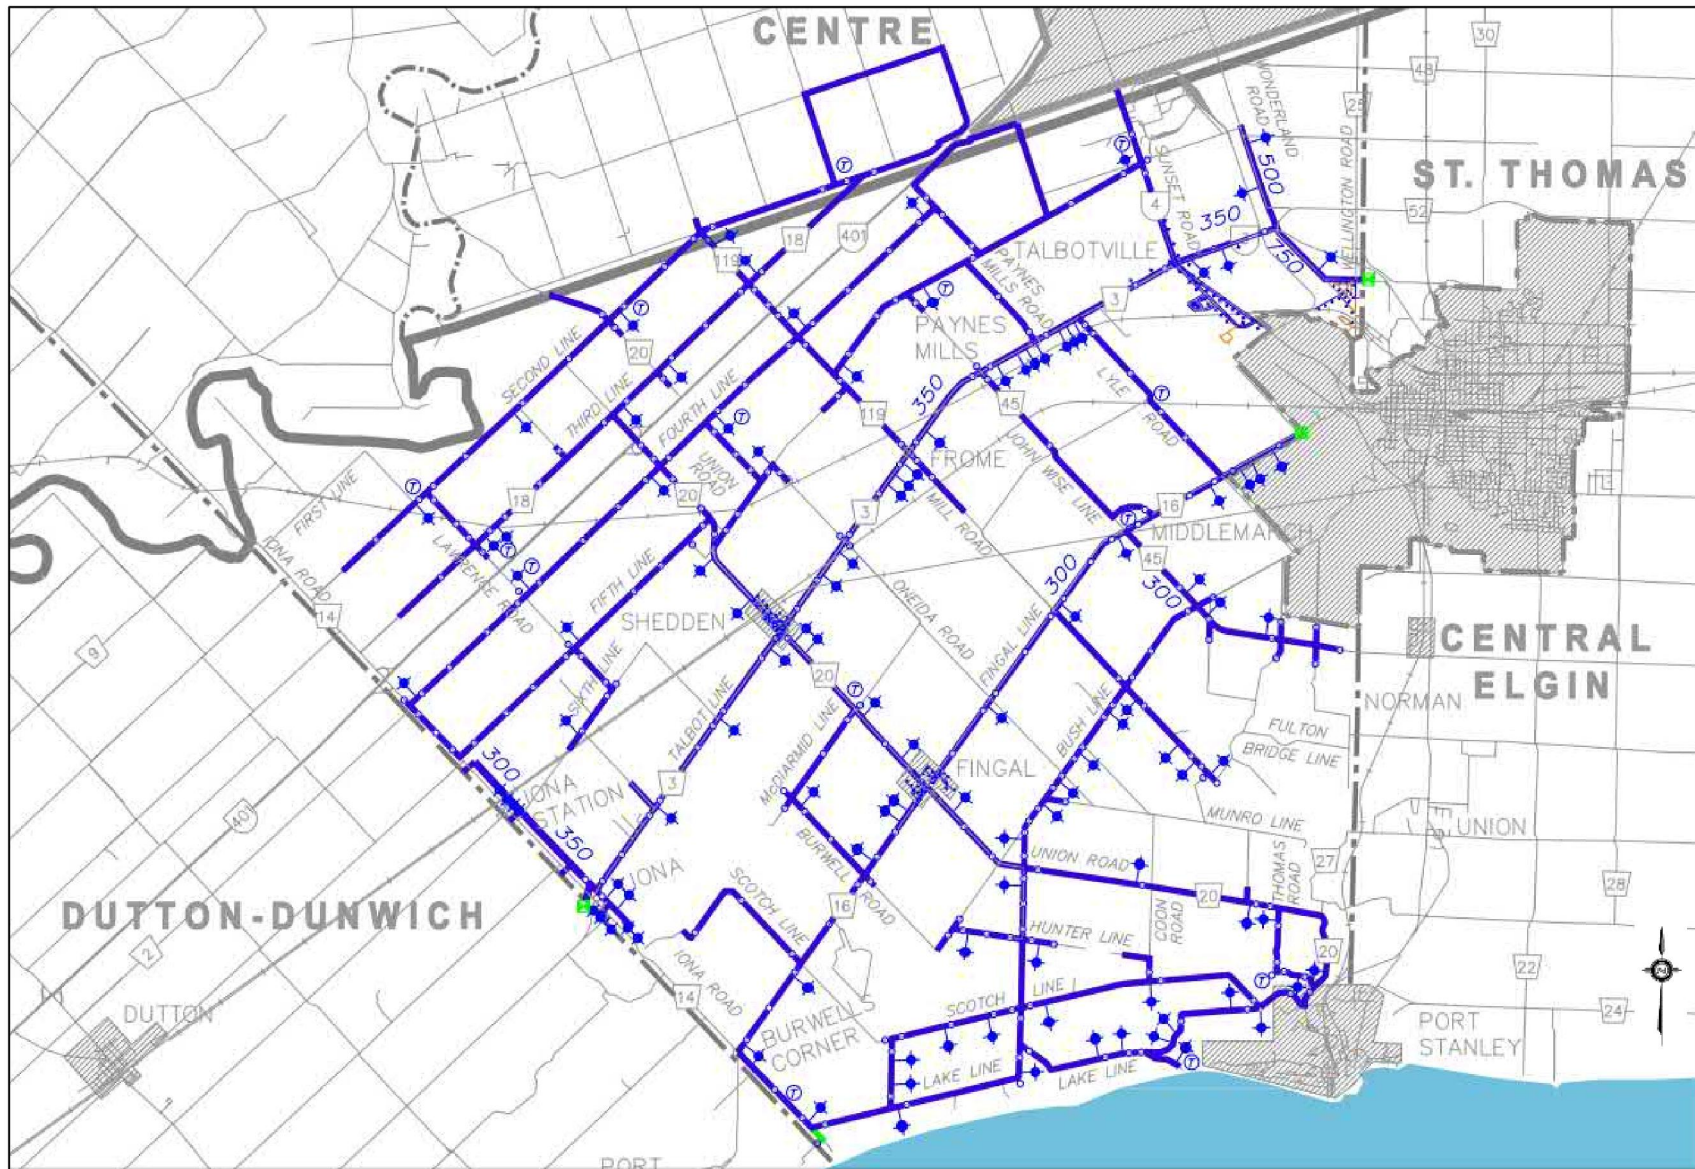 CENTRE
30
48
WONDERLAND
ROAD
25
WELLINGTON ROAD
ST. THOMAS
52
T
T
500
SUNSET ROAD
4
350
TALBOTVILLE
750
18
401
119
PAYNES
MILLS ROAD
3
T
T
PAYNES
MILLS
b
20
SECOND LINE
THIRD LINE
FOURTH LINE
350
45
LYLE
ROAD
T
T
119
FROME
UNION
ROAD
20
JOHN WISE LINE
MILL ROAD
3
16
MIDDLEMARCH
T
T
18
FIRST LINE
IONA ROAD
14
LAWRENCE ROAD
T
T
FIFTH LINE
SHEDDEN
ONEIDA ROAD
300
45
300
FINGAL LINE
9
CENTRAL
ELGIN
SIXTH LINE
TALBOT LINE
20
T
BUSH LINE
NORMAN
FULTON
BRIDGE LINE
McDIARMID LINE
FINGAL
300
IONA
STATION
3
401
350
MUNRO LINE
UNION
BURWELL ROAD
UNION ROAD
THOMAS
ROAD
27
28
IONA
SCOTCH LINE
16
20
DUTTON-DUNWICH
2
HUNTER LINE
COON
ROAD
20
22
IONA ROAD
14
T
SCOTCH LINE
24
DUTTON
BURWELLS
CORNER
PORT
STANLEY
LAKE LINE
LAKE LINE
T
T
PORT